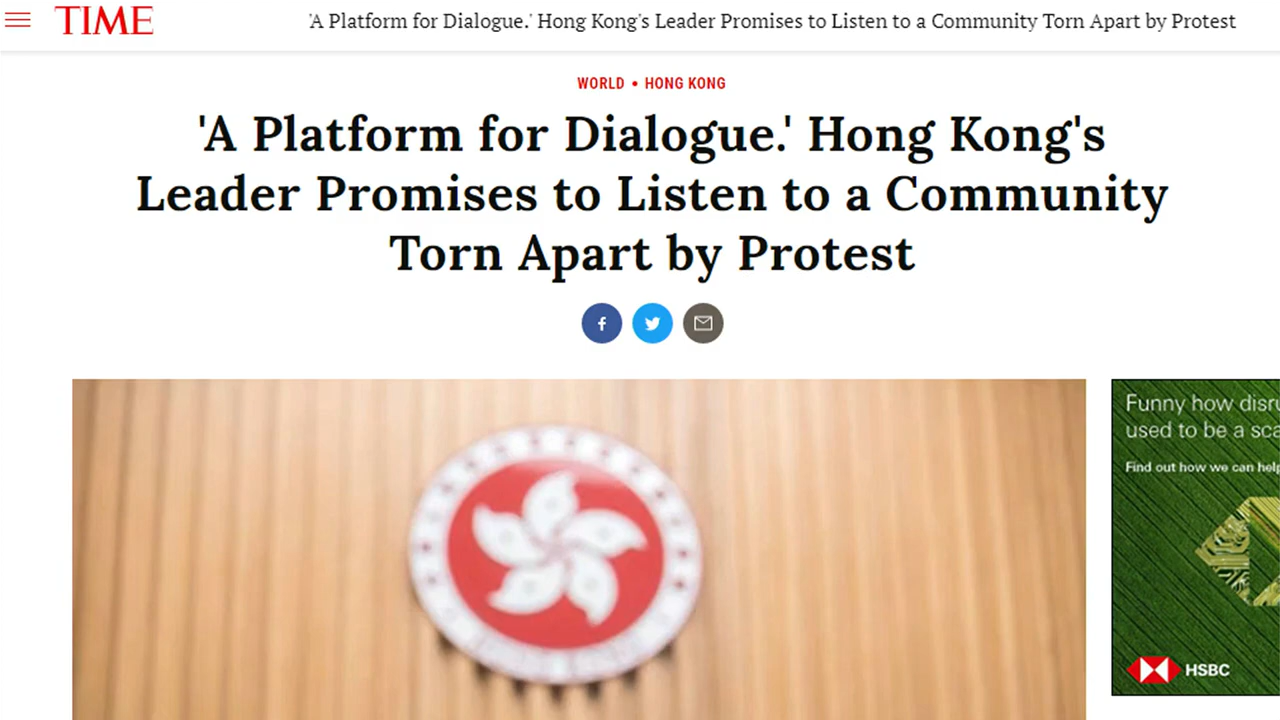 TIME
'A Platform for Dialogue.' Hong Kong's Leader Promises to Listen to a Community Torn Apart by Protest
WORLD • HONG KONG
'A Platform for Dialogue.' Hong Kong's
Leader Promises to Listen to a Community
Torn Apart by Protest
Funny how disru
used to be a sca
Find out how we can help
HSBC